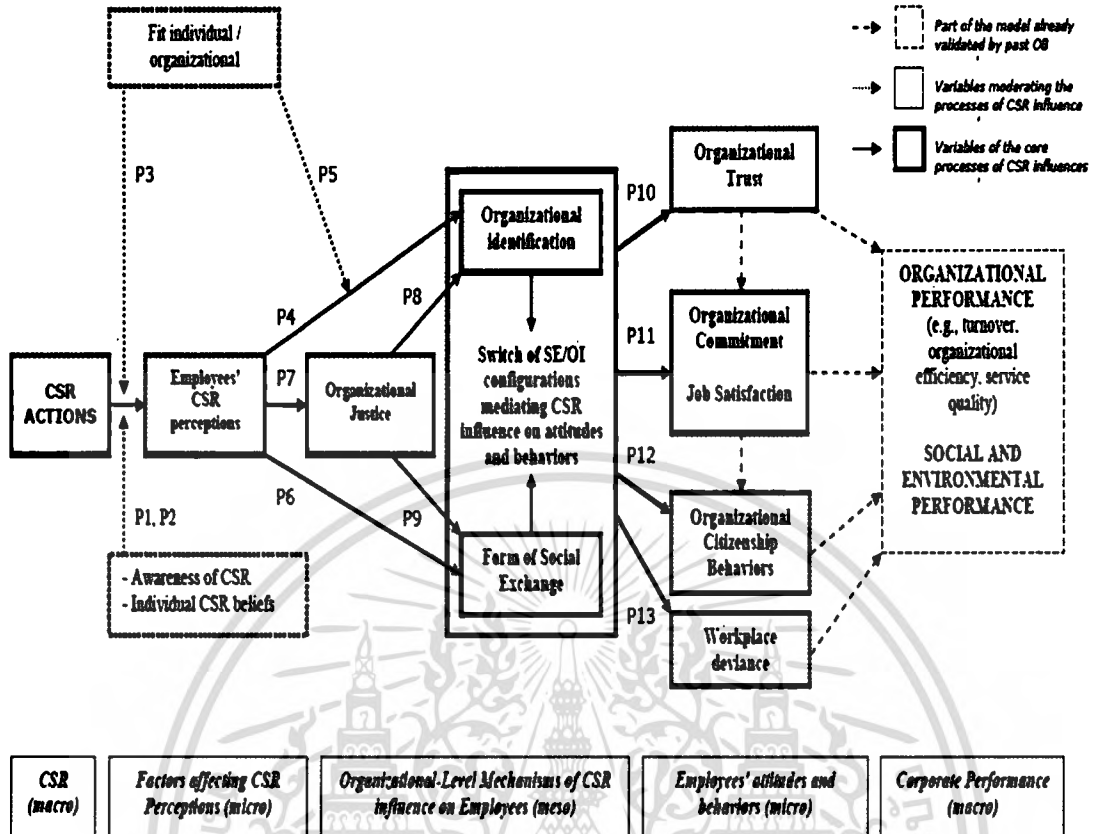 Fit individual /
organizational
Part of the model already
validated by past OB
Variables moderating the
processes of CSR influence
Variables of the core
processes of CSR influences
P3
P5
P10
Organizational
Trust
Organizational
identification
P4
P8
P11
Organizational
Commitment
Job Satisfaction
ORGANIZATIONAL
PERFORMANCE
(e.g., turnover,
organizational
efficiency, service
quality)
SOCIAL AND
ENVIRONMENTAL
PERFORMANCE
CSR
ACTIONS
Employees'
CSR
perceptions
P7
Organizational
Justice
Switch of SE/OI
configurations
mediating CSR
influence on attitudes
and behaviors
P12
P6
P9
P1, P2
- Awareness of CSR
- Individual CSR beliefs
Form of Social
Exchange
Organizational
Citizenship
Behaviors
P13
Workplace
deviance
CSR
(macro)
Factors affecting CSR
Perceptions (micro)
Organizational-Level Mechanisms of CSR
influence on Employees (meso)
Employees' attitudes and
behaviors (micro)
Corporate Performance
(macro)